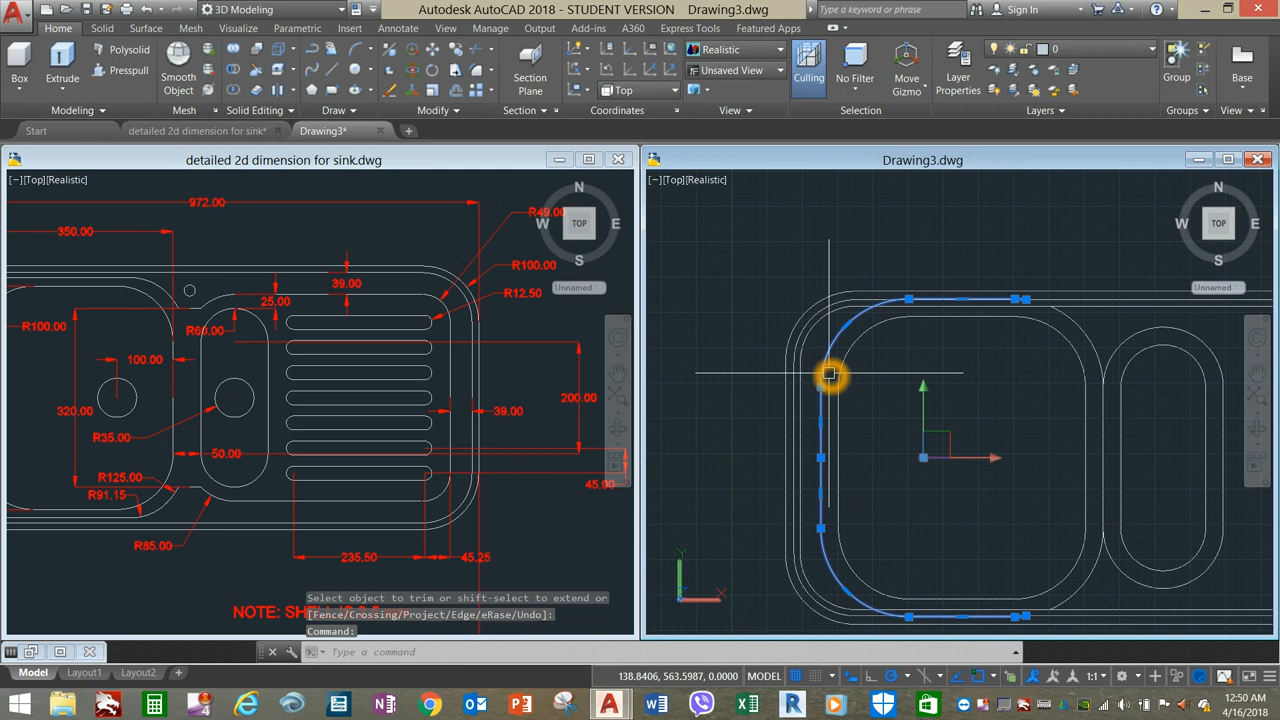 3D Modeling
Autodesk AutoCAD 2018 - STUDENT VERSION Drawing3.dwg
Type a keyword or phrase
Sign In
Home Solid Surface Mesh Visualize Parametric Insert Annotate View Manage Output Add-ins A360 Express Tools Featured Apps
Box
Extrude
Polysolid
Presspull
Smooth
Object
Section
Plane
Top
Realistic
Unsaved View
Culling
No Filter
Move
Gizmo
Layer
Properties
0
Group
Base
Modeling Mesh Solid Editing Draw Modify Section Coordinates View Selection Layers Groups View
Start
detailed 2d dimension for sink*
Drawing3*
detailed 2d dimension for sink.dwg
[−][Top][Realistic]
972.00
350.00
R49.00
R100.00
39.00
R12.50
25.00
R100.00
R60.00
100.00
200.00
320.00
39.00
R35.00
50.00
R125.00
R91.15
45.00
R85.00
235.50
45.25
N
W
TOP
E
S
Unnamed
NOTE: SH
Drawing3.dwg
[−][Top][Realistic]
N
W
TOP
E
S
Unnamed
Y
X
Select object to trim or shift-select to extend or
[Fence/Crossing/Project/Edge/eRase/Undo]:
Command:
Type a command
Model
Layout1
Layout2
138.8406, 563.5987, 0.0000
MODEL
1:1
12:50 AM
4/16/2018